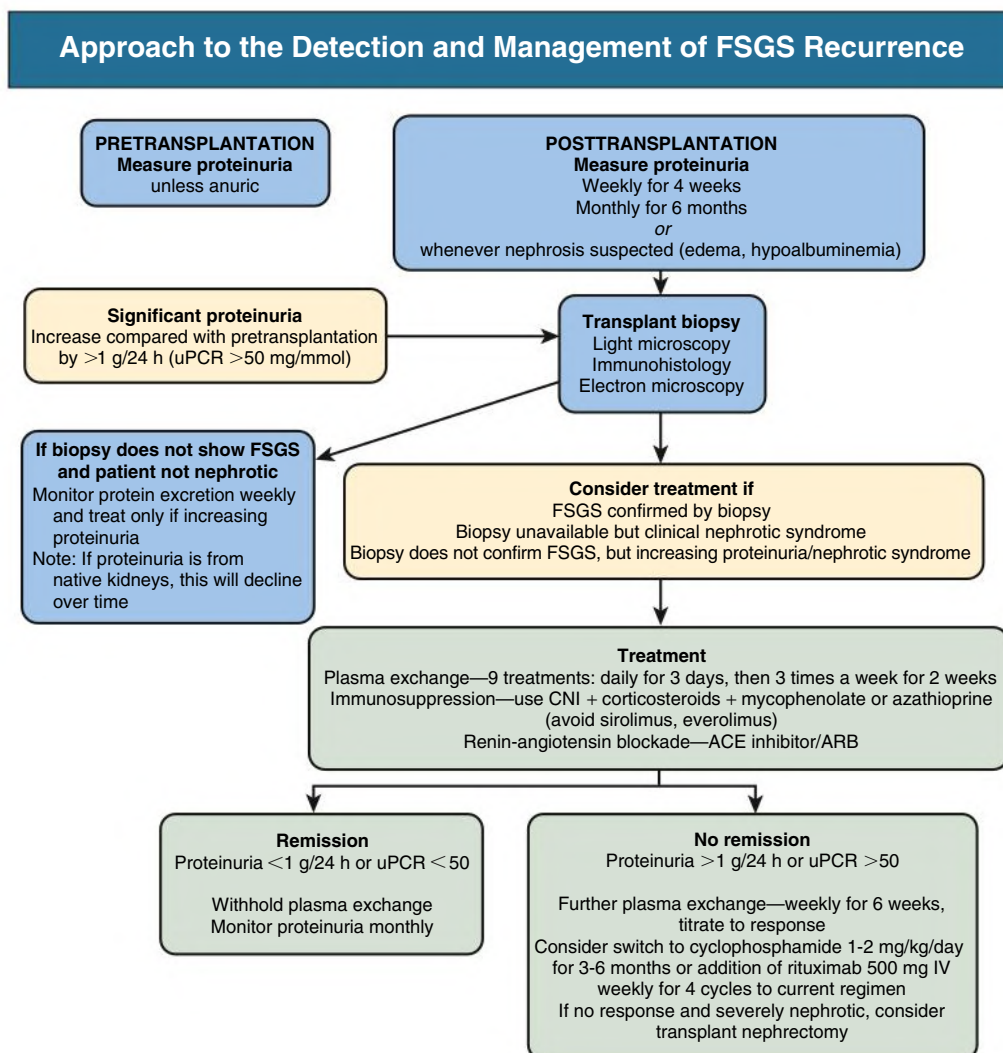 Approach to the Detection and Management of FSGS Recurrence
PRETRANSPLANTATION
Measure proteinuria
unless anuric
POSTTRANSPLANTATION
Measure proteinuria
Weekly for 4 weeks
Monthly for 6 months
or
whenever nephrosis suspected (edema, hypoalbuminemia)
Significant proteinuria
Increase compared with pretransplantation
by >1 g/24 h (uPCR >50 mg/mmol)
Transplant biopsy
Light microscopy
Immunohistology
Electron microscopy
If biopsy does not show FSGS
and patient not nephrotic
Monitor protein excretion weekly
and treat only if increasing
proteinuria
Note: If proteinuria is from
native kidneys, this will decline
over time
Consider treatment if
FSGS confirmed by biopsy
Biopsy unavailable but clinical nephrotic syndrome
Biopsy does not confirm FSGS, but increasing proteinuria/nephrotic syndrome
Treatment
Plasma exchange—9 treatments: daily for 3 days, then 3 times a week for 2 weeks
Immunosuppression—use CNI + corticosteroids + mycophenolate or azathioprine
(avoid sirolimus, everolimus)
Renin-angiotensin blockade—ACE inhibitor/ARB
Remission
Proteinuria <1 g/24 h or uPCR <50
Withhold plasma exchange
Monitor proteinuria monthly
No remission
Proteinuria >1 g/24 h or uPCR >50
Further plasma exchange—weekly for 6 weeks,
titrate to response
Consider switch to cyclophosphamide 1-2 mg/kg/day
for 3-6 months or addition of rituximab 500 mg IV
weekly for 4 cycles to current regimen
If no response and severely nephrotic, consider
transplant nephrectomy